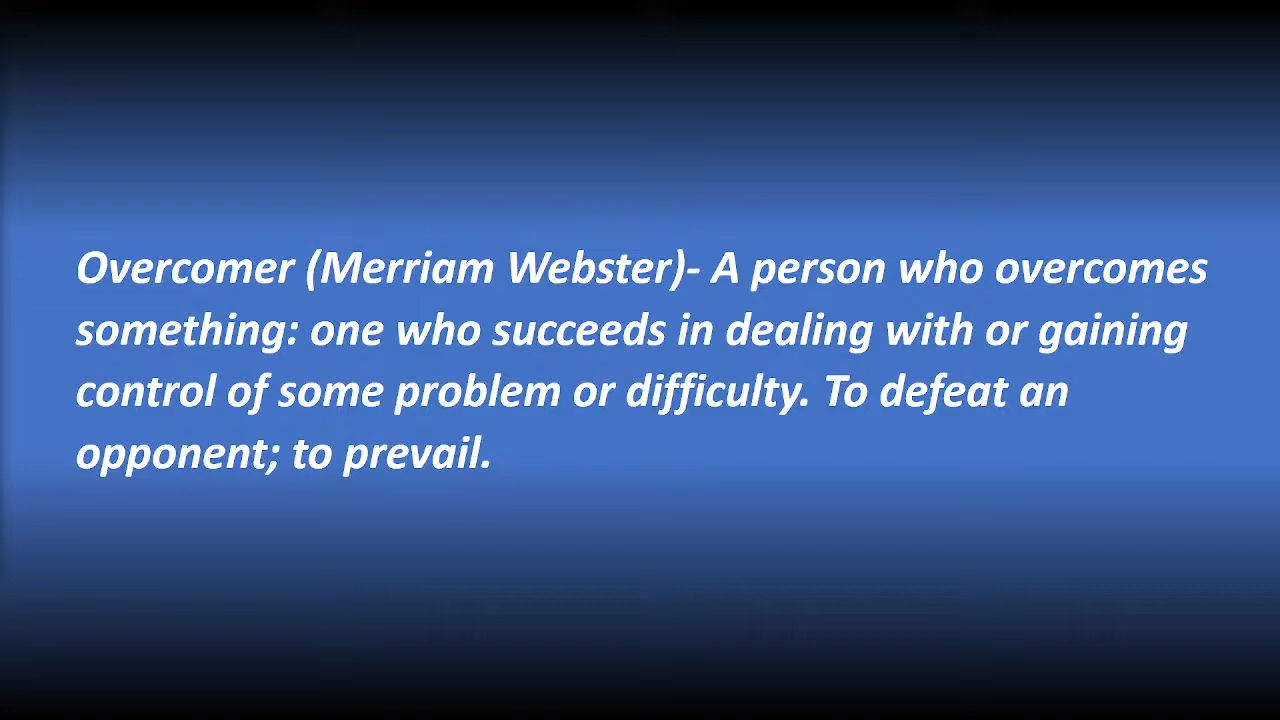 Overcomer (Merriam Webster)- A person who overcomes
something: one who succeeds in dealing with or gaining
control of some problem or difficulty. To defeat an
opponent; to prevail.